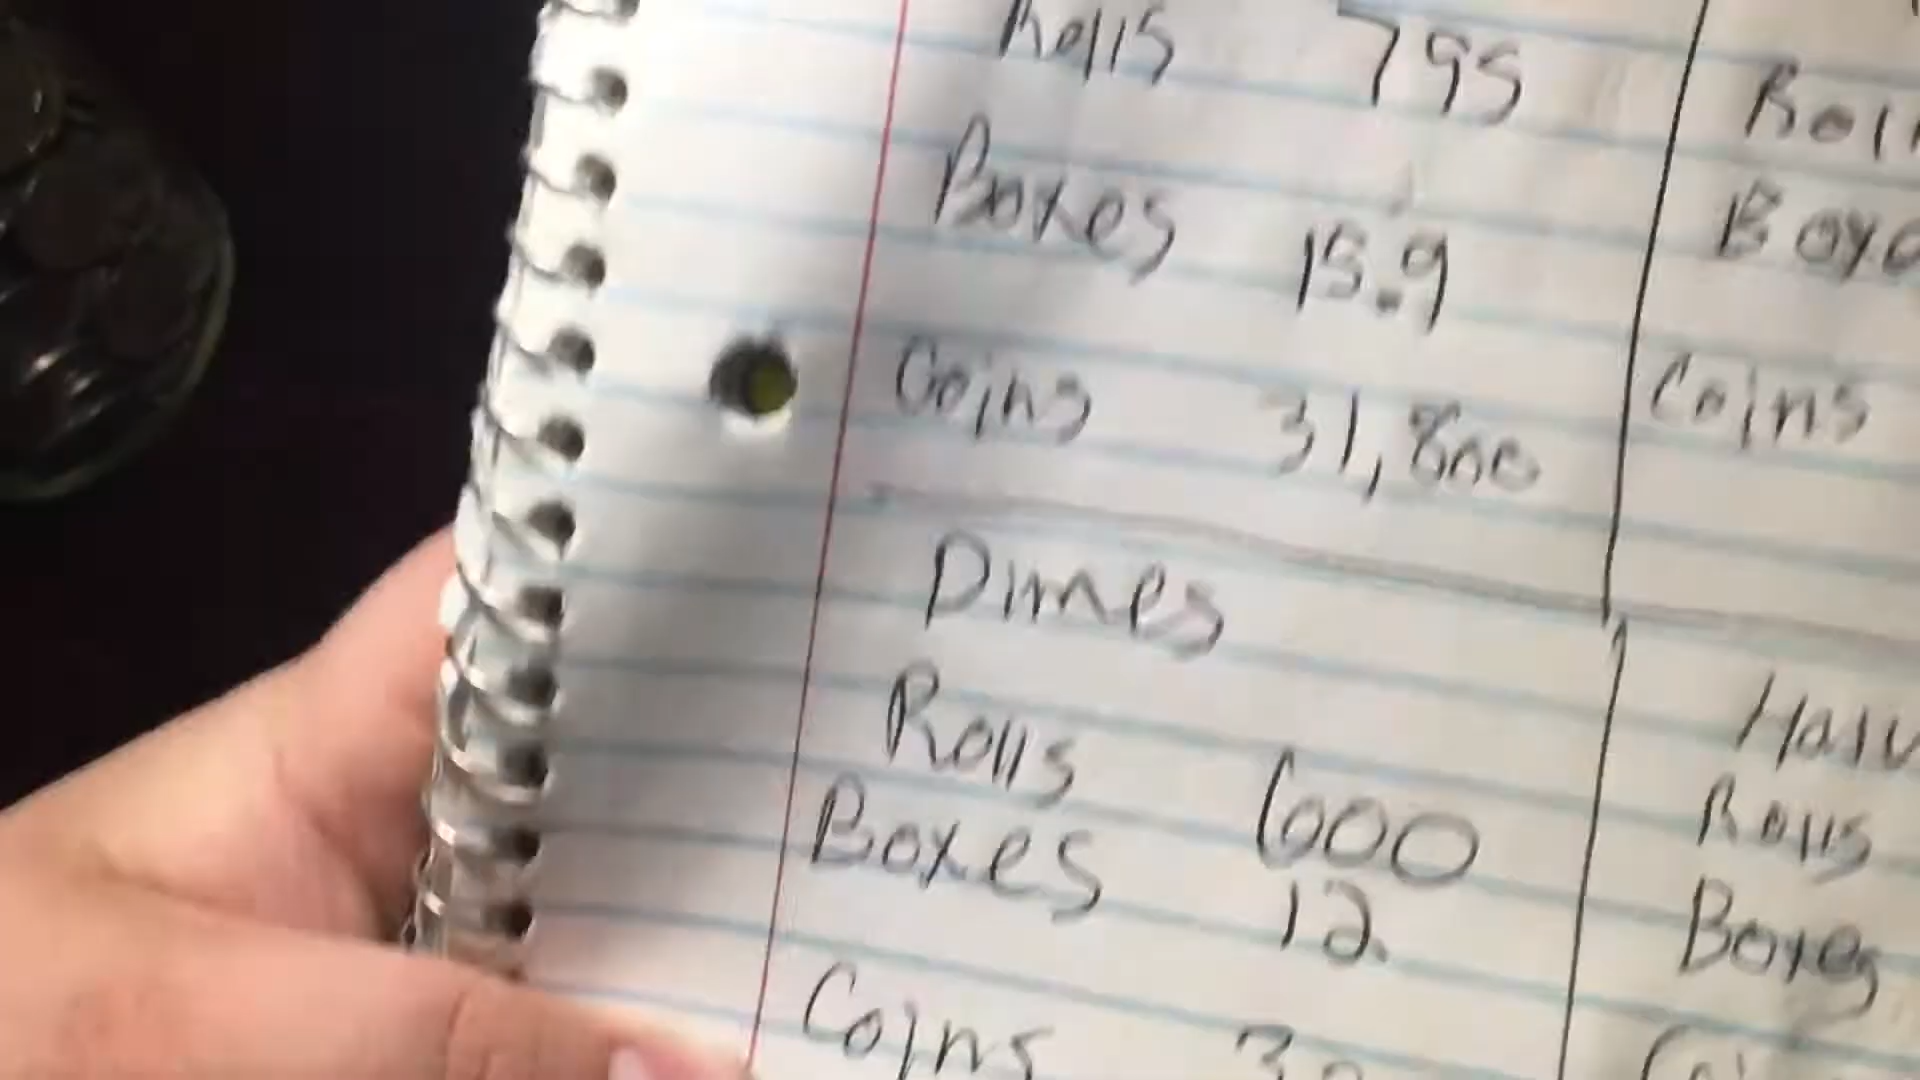 Rolls 795
Boxes 15.9
Coins 31,800
Dimes
Rolls 600
Boxes 12.
Coins
Coins
Rolls
Boxes